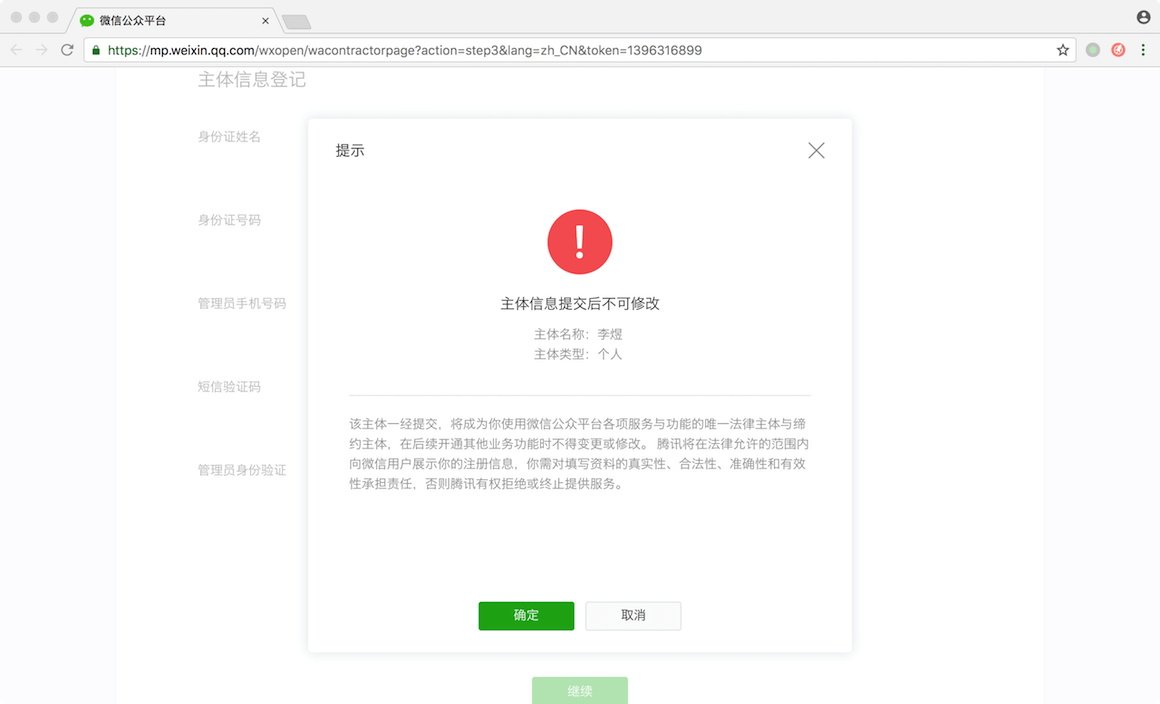 微信公众平台
https://mp.weixin.qq.com/wxopen/wacontractorpage?action=step3&lang=zh_CN&token=1396316899
主体信息登记
身份证姓名
身份证号码
管理员手机号码
短信验证码
管理员身份验证
提示
主体信息提交后不可修改
主体名称：李煜
主体类型：个人
该主体一经提交，将成为你使用微信公众平台各项服务与功能的唯一法律主体与缔
约主体，在后续开通其他业务功能时不得变更或修改。 腾讯将在法律允许的范围内
向微信用户展示你的注册信息，你需对填写资料的真实性、合法性、准确性和有效
性承担责任，否则腾讯有权拒绝或终止提供服务。
确定
取消
继续